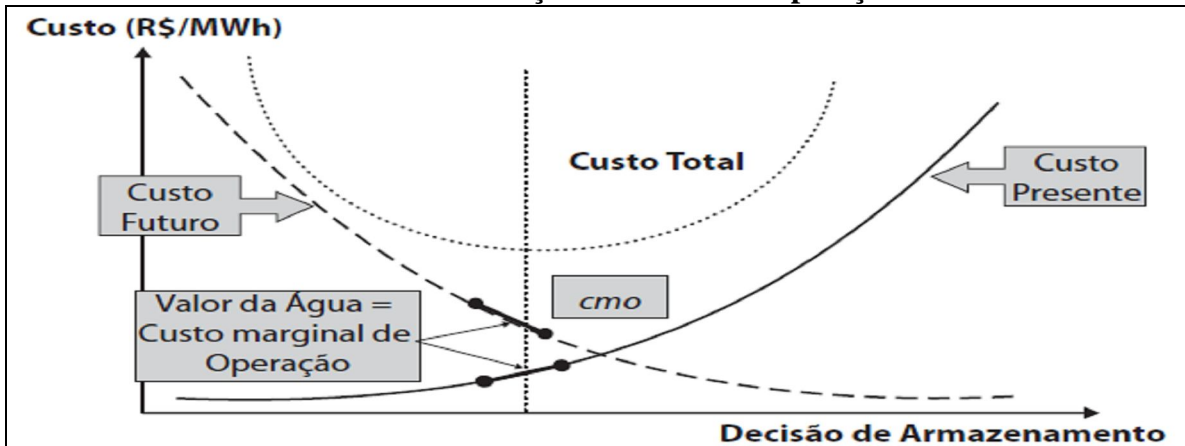 Custo (R$/MWh)
Custo Total
Custo
Presente
Custo
Futuro
cmo
Valor da Água =
Custo marginal de
Operação
Decisão de Armazenamento